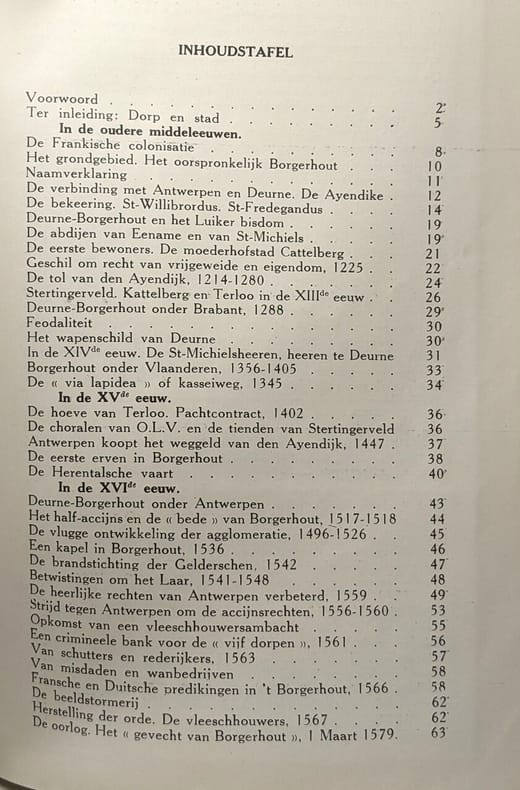 INHOUDSTAFEL
Voorwoord . . . . . . . . . . . . . . 2
Ter inleiding: Dorp en stad . . . . . . . . 5
In de oudere middeleeuwen.
De Frankische colonisatie . . . . . . . . . 8
Het grondgebied. Het oorspronkelijk Borgerhout . . . 10
Naamverklaring . . . . . . . . . . . . 11
De verbinding met Antwerpen en Deurne. De Ayendike . 12
De bekeering. St-Willibrordus. St-Fredegandus . . . . 14
Deurne-Borgerhout en het Luiker bisdom . . . . . 19
De abdijen van Eename en van St-Michiels . . . . . 19
De eerste bewoners. De moederhofstad Cattelberg . . . 21
Geschil om recht van vrijgeweide en eigendom, 1225 . . 22
De tol van den Ayendijk, 1214-1280 . . . . . . 24
Stertingerveld. Kattelberg en Terloo in de XIIIde eeuw . 26
Deurne-Borgerhout onder Brabant, 1288 . . . . . 29
Feodaliteit . . . . . . . . . . . . . 30
Het wapenschild van Deurne . . . . . . . . 30
In de XIVde eeuw. De St-Michielsheeren, heeren te Deurne 31
Borgerhout onder Vlaanderen, 1356-1405 . . . . . 33
De « via lapidea » of kasseiweg, 1345 . . . . . . 34
In de XVde eeuw.
De hoeve van Terloo. Pachtcontract, 1402 . . . . . 36
De choralen van O.L.V. en de tienden van Stertingerveld 36
Antwerpen koopt het weggeld van den Ayendijk, 1447 . 37
De eerste erven in Borgerhout . . . . . . . . 38
De Herentalsche vaart . . . . . . . . . . 40
In de XVIde eeuw.
Deurne-Borgerhout onder Antwerpen . . . . . . 43
Het half-accijns en de « bede » van Borgerhout, 1517-1518 44
De vlugge ontwikkeling der agglomeratie, 1496-1526 . . 45
Een kapel in Borgerhout, 1536 . . . . . . . . 46
De brandstichting der Gelderschen, 1542 . . . . . 47
Betwistingen om het Laar, 1541-1548 . . . . . . 48
De heerlijke rechten van Antwerpen verbeterd, 1559 . . 49
Strijd tegen Antwerpen om de accijnsrechten, 1556-1560 . 53
Opkomst van een vleeschhouwersambacht . . . . . 55
Een crimineele bank voor de « vijf dorpen », 1561 . . . 56
Van schutters en rederijkers, 1563 . . . . . . . 57
Van misdaden en wanbedrijven . . . . . . . . 58
Fransche en Duitsche predikingen in 't Borgerhout, 1566 . 58
De beeldstormerij . . . . . . . . . . . 62
Herstelling der orde. De vleeschhouwers, 1567 . . . . 62
De oorlog. Het « gevecht van Borgerhout », 1 Maart 1579. 63